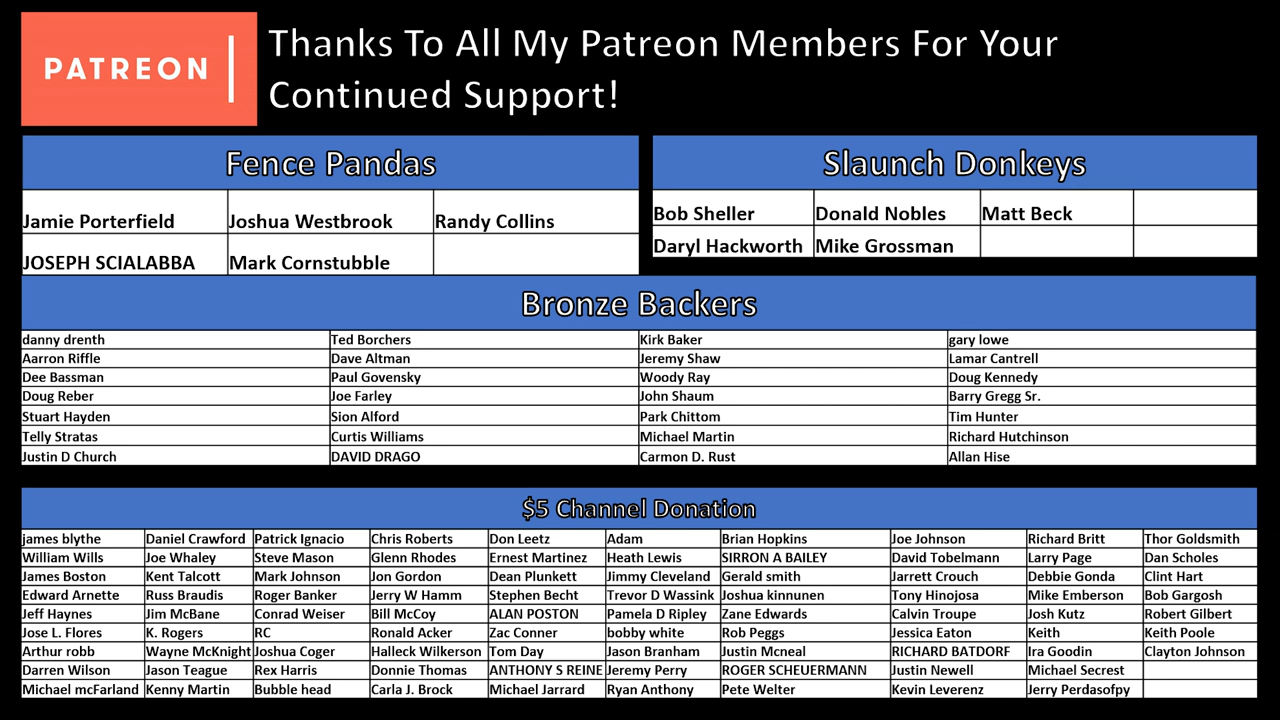 PATREON
Thanks To All My Patreon Members For Your
Continued Support!
Fence Pandas
Jamie Porterfield Joshua Westbrook Randy Collins
JOSEPH SCIALABBA Mark Cornstubble
Slaunch Donkeys
Bob Sheller Donald Nobles Matt Beck
Daryl Hackworth Mike Grossman
Bronze Backers
danny drenth Ted Borchers Kirk Baker gary lowe
Aarron Riffle Dave Altman Jeremy Shaw Lamar Cantrell
Dee Bassman Paul Govensky Woody Ray Doug Kennedy
Doug Reber Joe Farley John Shaum Barry Gregg Sr.
Stuart Hayden Sion Alford Park Chittom Tim Hunter
Telly Stratas Curtis Williams Michael Martin Richard Hutchinson
Justin D Church DAVID DRAGO Carmon D. Rust Allan Hise
$5 Channel Donation
james blythe Daniel Crawford Patrick Ignacio Chris Roberts Don Leetz Adam Brian Hopkins Joe Johnson Richard Britt Thor Goldsmith
William Wills Joe Whaley Steve Mason Glenn Rhodes Ernest Martinez Heath Lewis SIRRON A BAILEY David Tobelmann Larry Page Dan Scholes
James Boston Kent Talcott Mark Johnson Jon Gordon Dean Plunkett Jimmy Cleveland Gerald smith Jarrett Crouch Debbie Gonda Clint Hart
Edward Arnette Russ Braudis Roger Banker Jerry W Hamm Stephen Becht Trevor D Wassink Joshua kinnunen Tony Hinojosa Mike Emberson Bob Gargosh
Jeff Haynes Jim McBane Conrad Weiser Bill McCoy ALAN POSTON Pamela D Ripley Zane Edwards Calvin Troupe Josh Kutz Robert Gilbert
Jose L. Flores K. Rogers RC Ronald Acker Zac Conner bobby white Rob Peggs Jessica Eaton Keith Keith Poole
Arthur robb Wayne McKnight Joshua Coger Halleck Wilkerson Tom Day Jason Branham Justin Mcneal RICHARD BATDORF Ira Goodin Clayton Johnson
Darren Wilson Jason Teague Rex Harris Donnie Thomas ANTHONY S REINE Jeremy Perry ROGER SCHEUERMANN Justin Newell Michael Secrest
Michael mcFarland Kenny Martin Bubble head Carla J. Brock Michael Jarrard Ryan Anthony Pete Welter Kevin Leverenz Jerry Perdasofpy